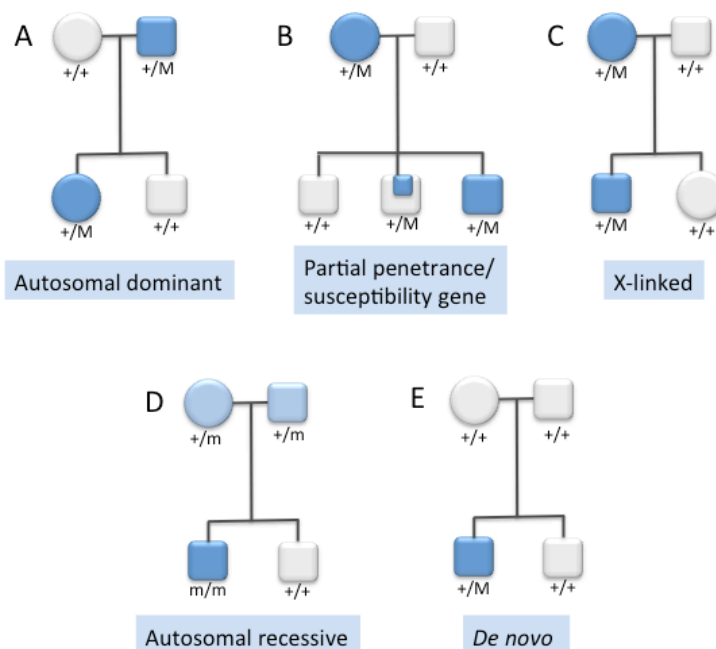 A
B
C
+/+
+/M
+/M
+/+
+/M
+/+
+/M
+/+
+/+
+/M
+/M
+/M
+/+
Autosomal dominant
Partial penetrance/
susceptibility gene
X-linked
D
E
+/m
+/m
+/+
+/+
m/m
+/+
+/M
+/+
Autosomal recessive
De novo